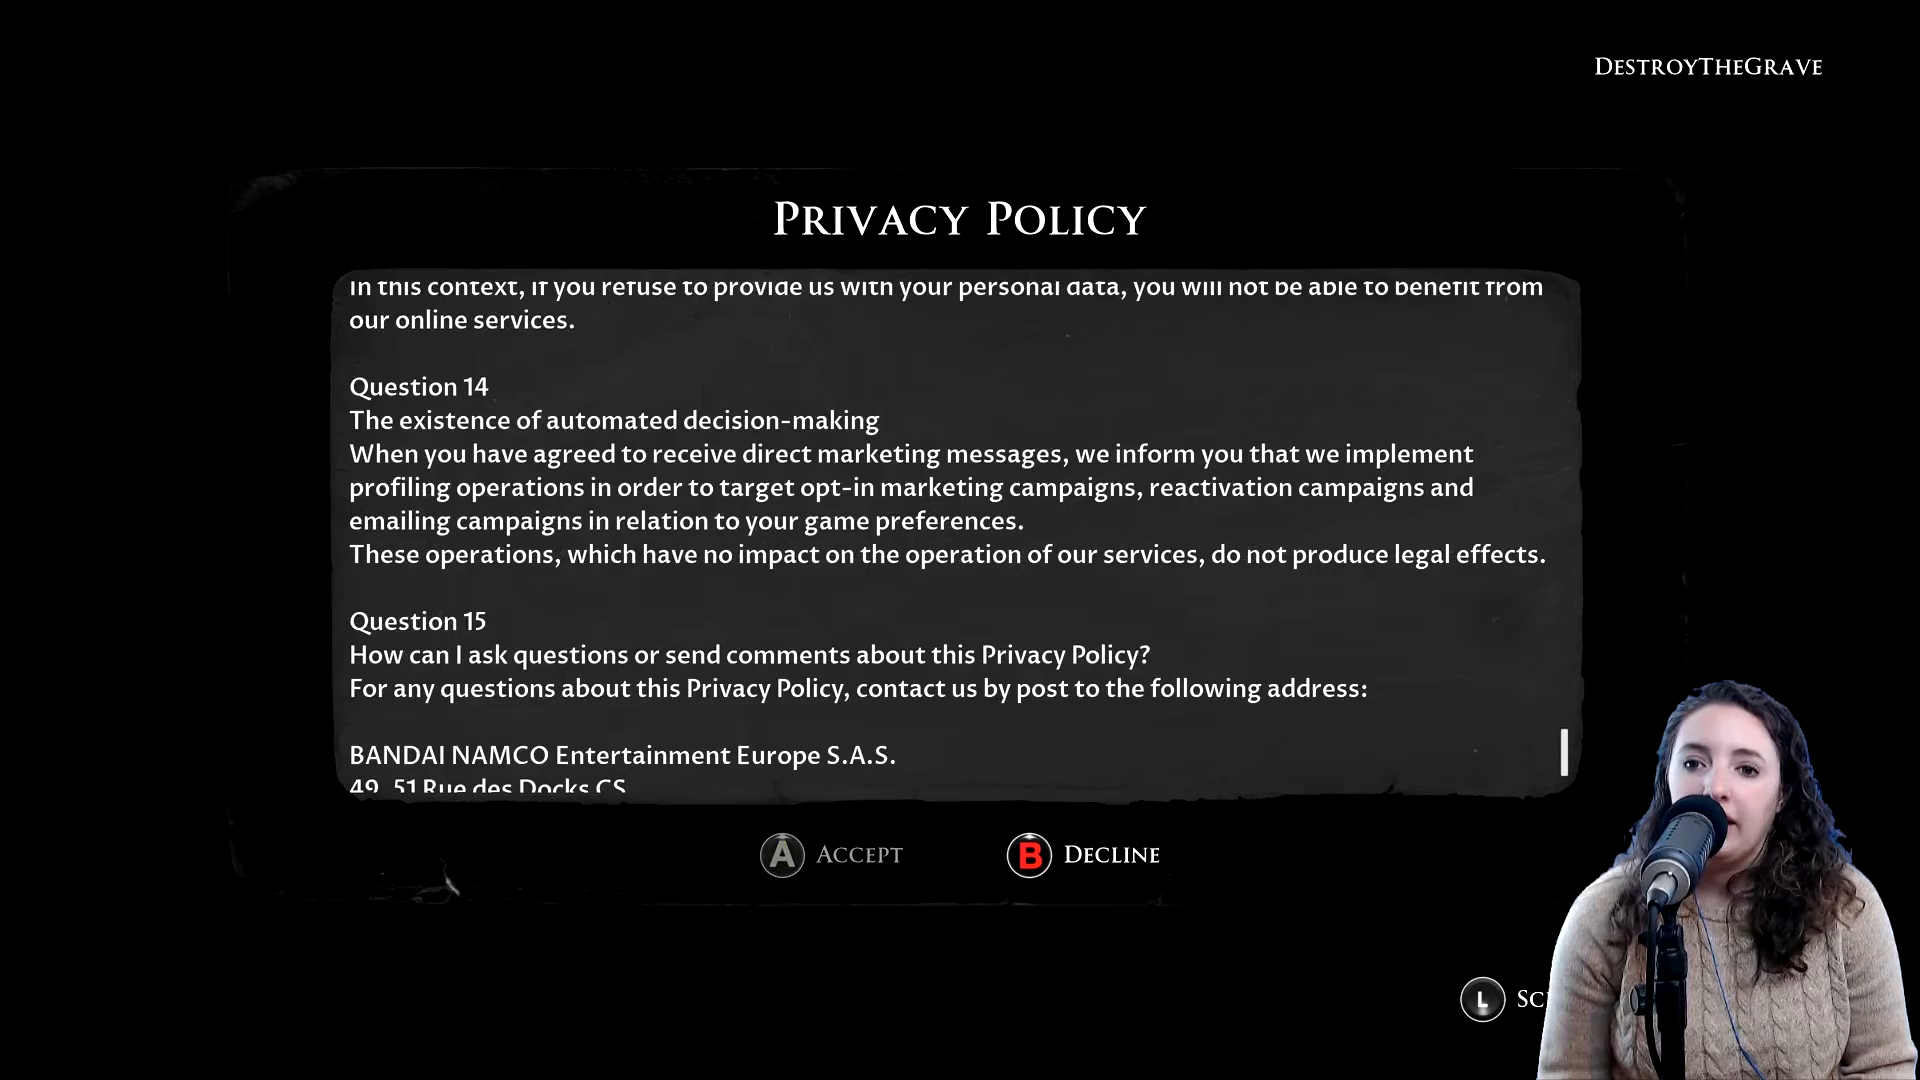 DESTROYTHEGRAVE
PRIVACY POLICY
In this context, if you refuse to provide us with your personal data, you will not be able to benefit from
our online services.
Question 14
The existence of automated decision-making
When you have agreed to receive direct marketing messages, we inform you that we implement
profiling operations in order to target opt-in marketing campaigns, reactivation campaigns and
emailing campaigns in relation to your game preferences.
These operations, which have no impact on the operation of our services, do not produce legal effects.
Question 15
How can I ask questions or send comments about this Privacy Policy?
For any questions about this Privacy Policy, contact us by post to the following address:
BANDAI NAMCO Entertainment Europe S.A.S.
49, 51 Rue des Docks CS
A ACCEPT B DECLINE
L